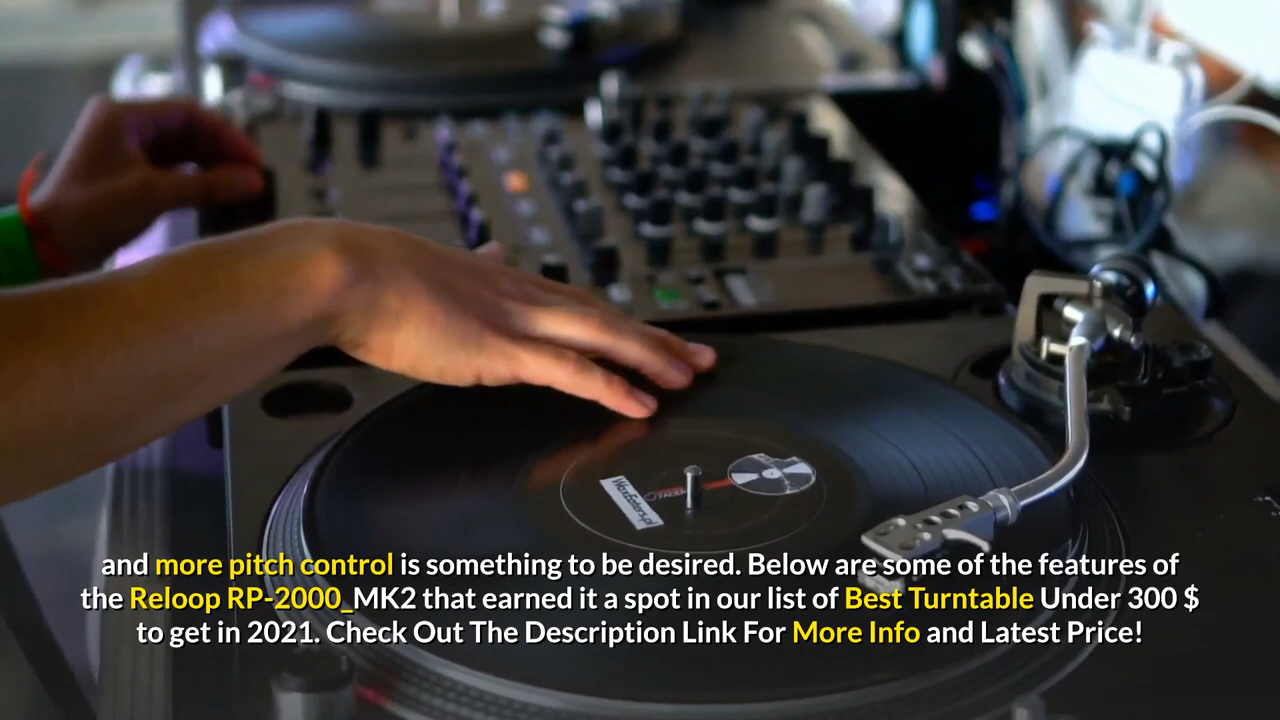 WaxBaters.pl
and more pitch control is something to be desired. Below are some of the features of
the Reloop RP-2000_MK2 that earned it a spot in our list of Best Turntable Under 300 $
to get in 2021. Check Out The Description Link For More Info and Latest Price!